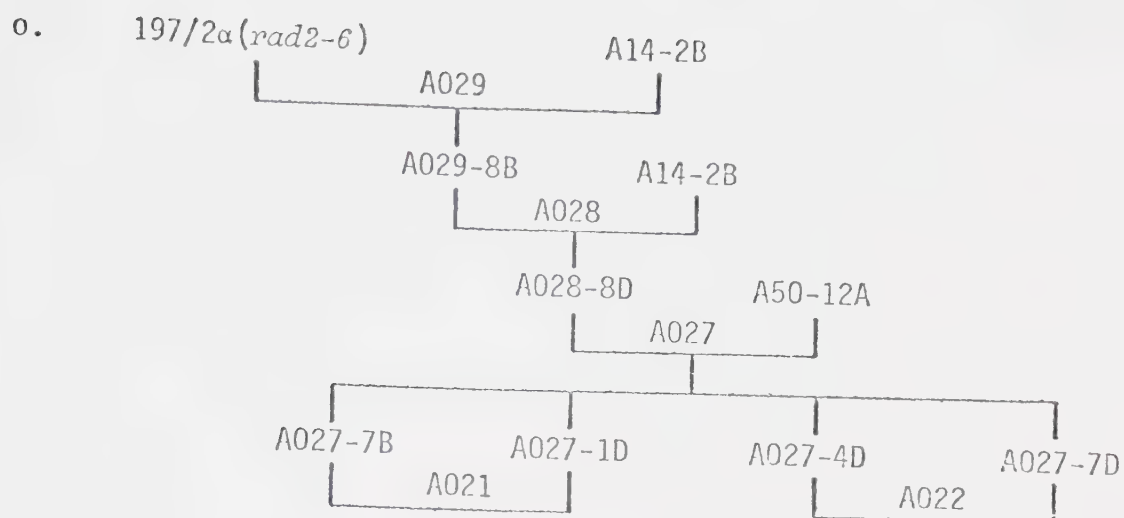 o. 197/2α(rad2-6) A14-2B
A029
A029-8B A14-2B
A028
A028-8D A50-12A
A027
A027-7B A027-1D A027-4D A027-7D
A021 A022